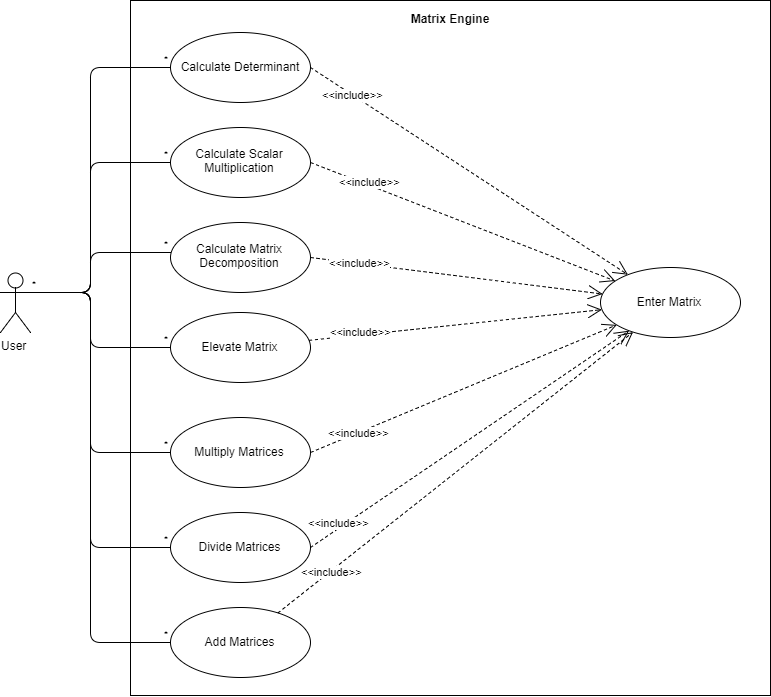 Matrix Engine
*
Calculate Determinant
<<include>>
*
Calculate Scalar
Multiplication
<<include>>
*
Calculate Matrix
Decomposition
<<include>>
*
User
Enter Matrix
*
Elevate Matrix
<<include>>
*
Multiply Matrices
<<include>>
*
Divide Matrices
<<include>>
<<include>>
*
Add Matrices